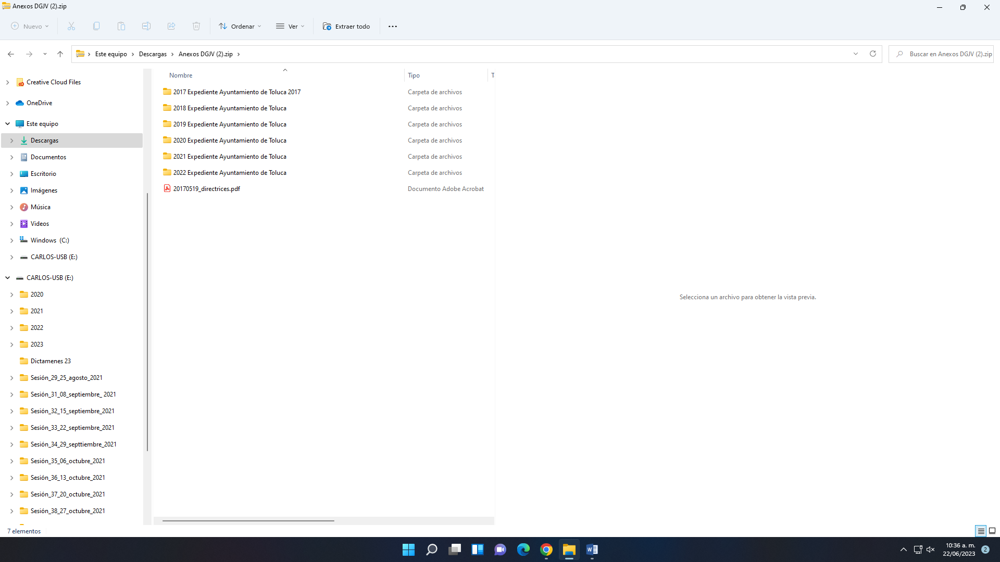 Anexos DGJV (2).zip
Nuevo
Ordenar
Ver
Extraer todo
Este equipo
Descargas
Anexos DGJV (2).zip
Buscar en Anexos DGJV (2).zip
Creative Cloud Files
OneDrive
Este equipo
Descargas
Documentos
Escritorio
Imágenes
Música
Videos
Windows (C:)
CARLOS-USB (E:)
CARLOS-USB (E:)
2020
2021
2022
2023
Dictamenes 23
Sesión_29_25_agosto_2021
Sesión_31_08_septiembre_ 2021
Sesión_32_15_septiembre_2021
Sesión_33_22_septiembre_2021
Sesión_34_29_septtiembre_2021
Sesión_35_06_octubre_2021
Sesión_36_13_octubre_2021
Sesión_37_20_octubre_2021
Sesión_38_27_octubre_2021
Nombre Tipo T
2017 Expediente Ayuntamiento de Toluca 2017 Carpeta de archivos
2018 Expediente Ayuntamiento de Toluca Carpeta de archivos
2019 Expediente Ayuntamiento de Toluca Carpeta de archivos
2020 Expediente Ayuntamiento de Toluca Carpeta de archivos
2021 Expediente Ayuntamiento de Toluca Carpeta de archivos
2022 Expediente Ayuntamiento de Toluca Carpeta de archivos
20170519_directrices.pdf Documento Adobe Acrobat
Selecciona un archivo para obtener la vista previa.
7 elementos
10:36 a. m.
22/06/2023
2